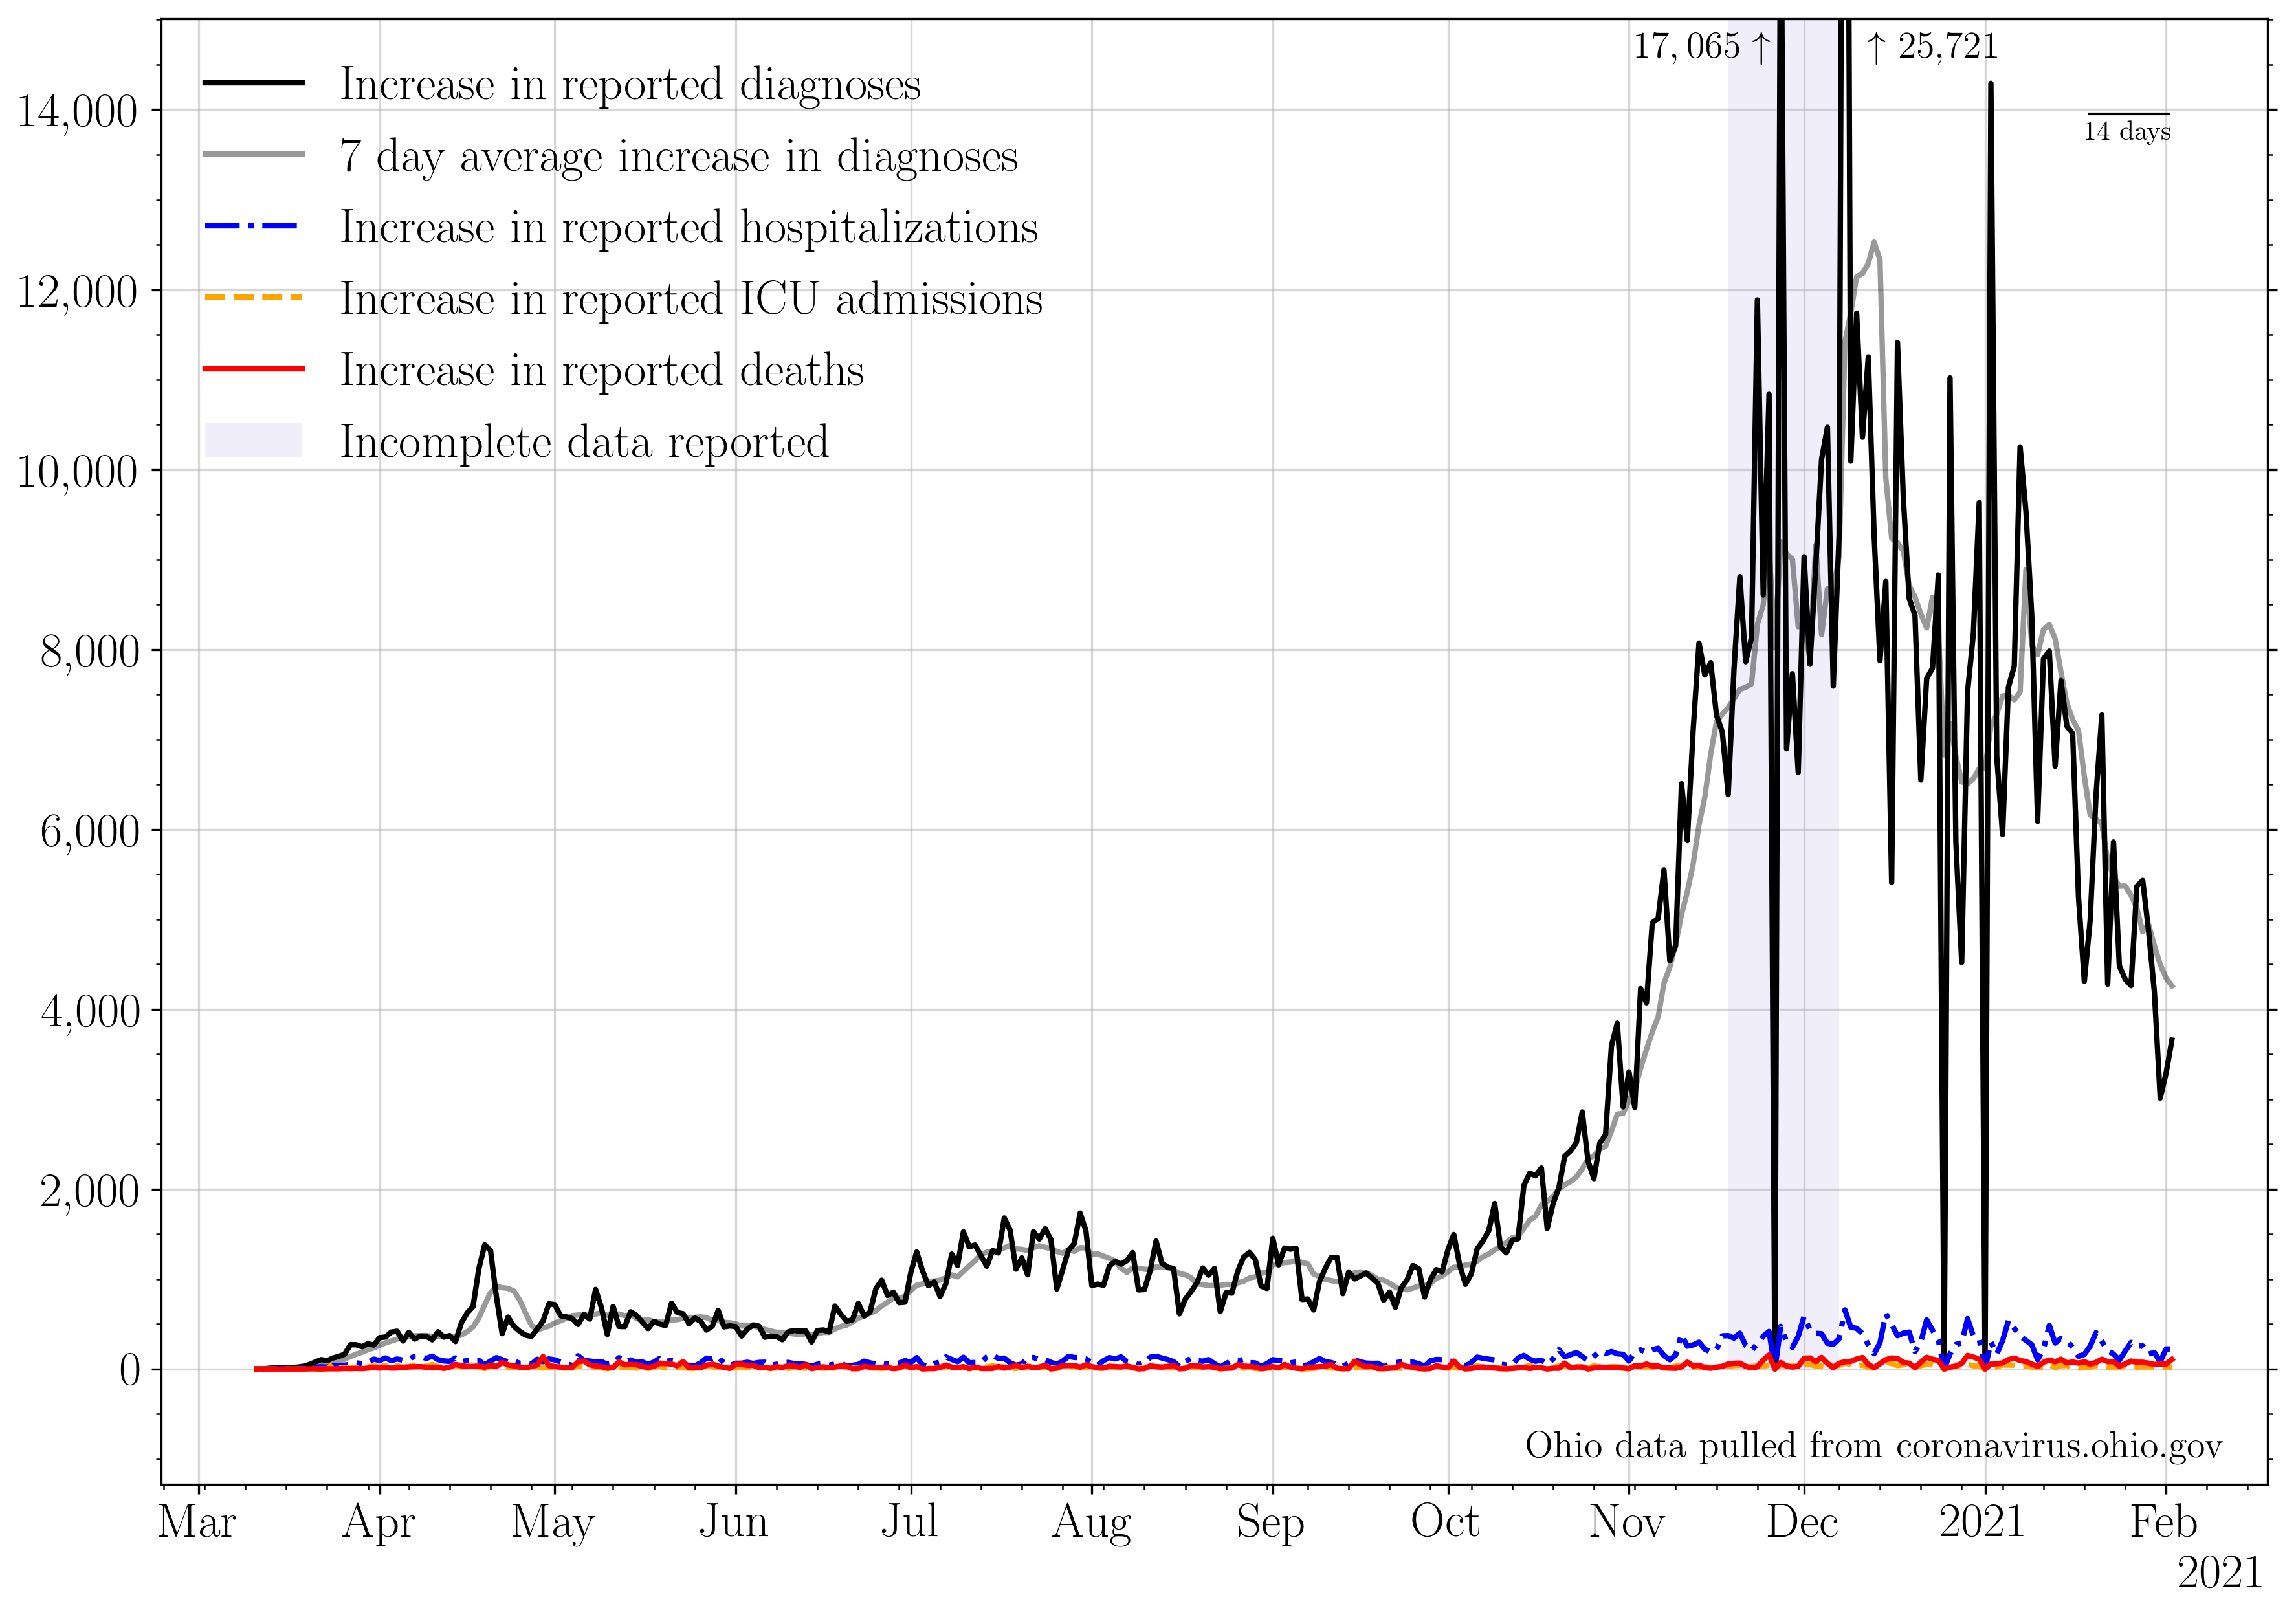 17, 065 ↑ ↑ 25,721
Increase in reported diagnoses
7 day average increase in diagnoses
Increase in reported hospitalizations
Increase in reported ICU admissions
Increase in reported deaths
Incomplete data reported
14 days
14,000
12,000
10,000
8,000
6,000
4,000
2,000
0
Ohio data pulled from coronavirus.ohio.gov
Mar Apr May Jun Jul Aug Sep Oct Nov Dec 2021 Feb
2021